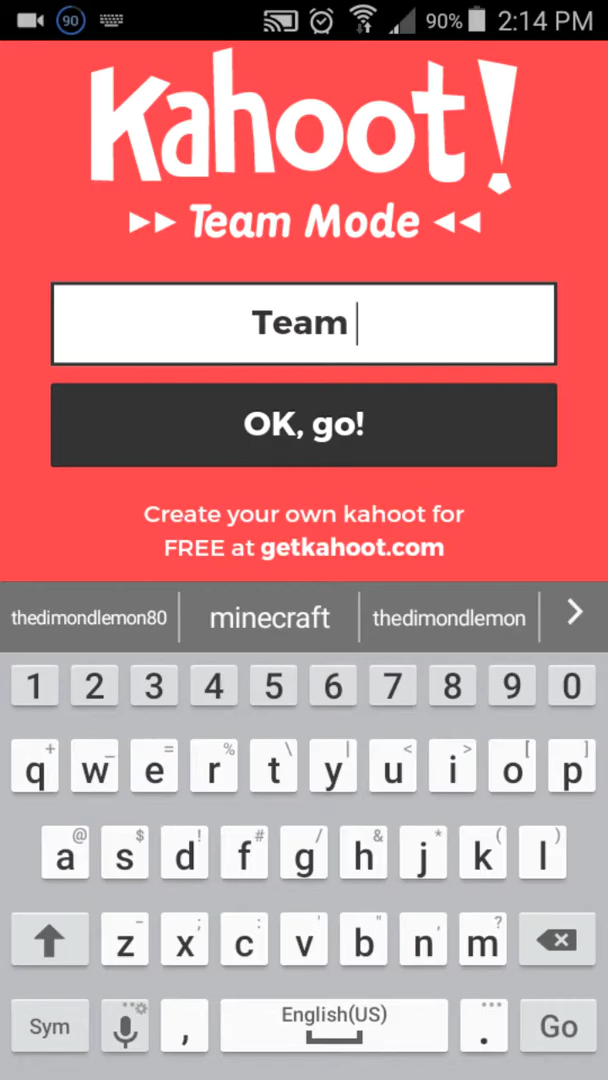 90 90% 2:14 PM
Kahoot!
Team Mode
Team
OK, go!
Create your own kahoot for
FREE at getkahoot.com
thedimondlemon80 minecraft thedimondlemon
1 2 3 4 5 6 7 8 9 0
+ _ = % \ | < > [ ]
q w e r t y u i o p
@ $ ! # / & * ( )
a s d f g h j k l
- ; : ' " , ?
z x c v b n m
English(US)
Sym , . Go